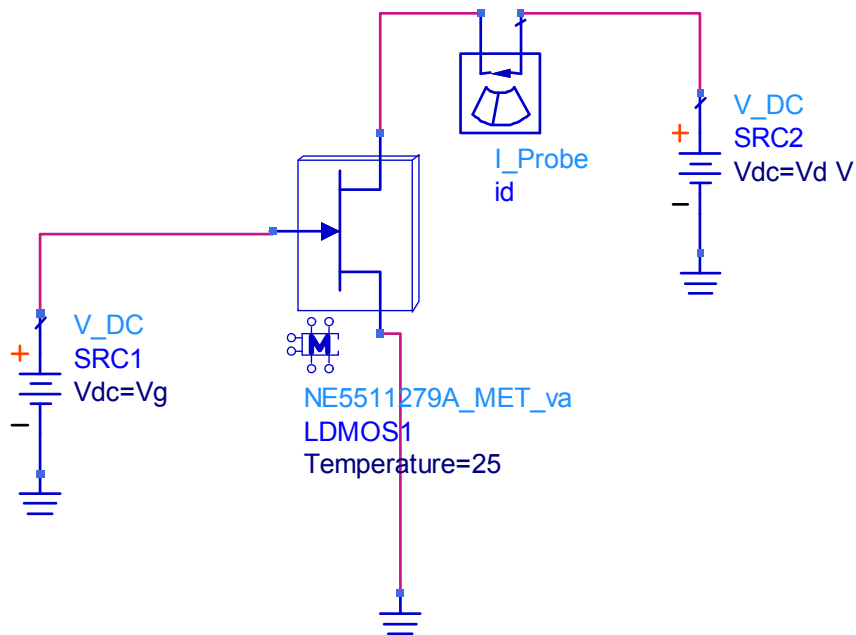 V_DC
SRC2
Vdc=Vd V
+
−
I_Probe
id
V_DC
SRC1
Vdc=Vg
+
−
M
NE5511279A_MET_va
LDMOS1
Temperature=25